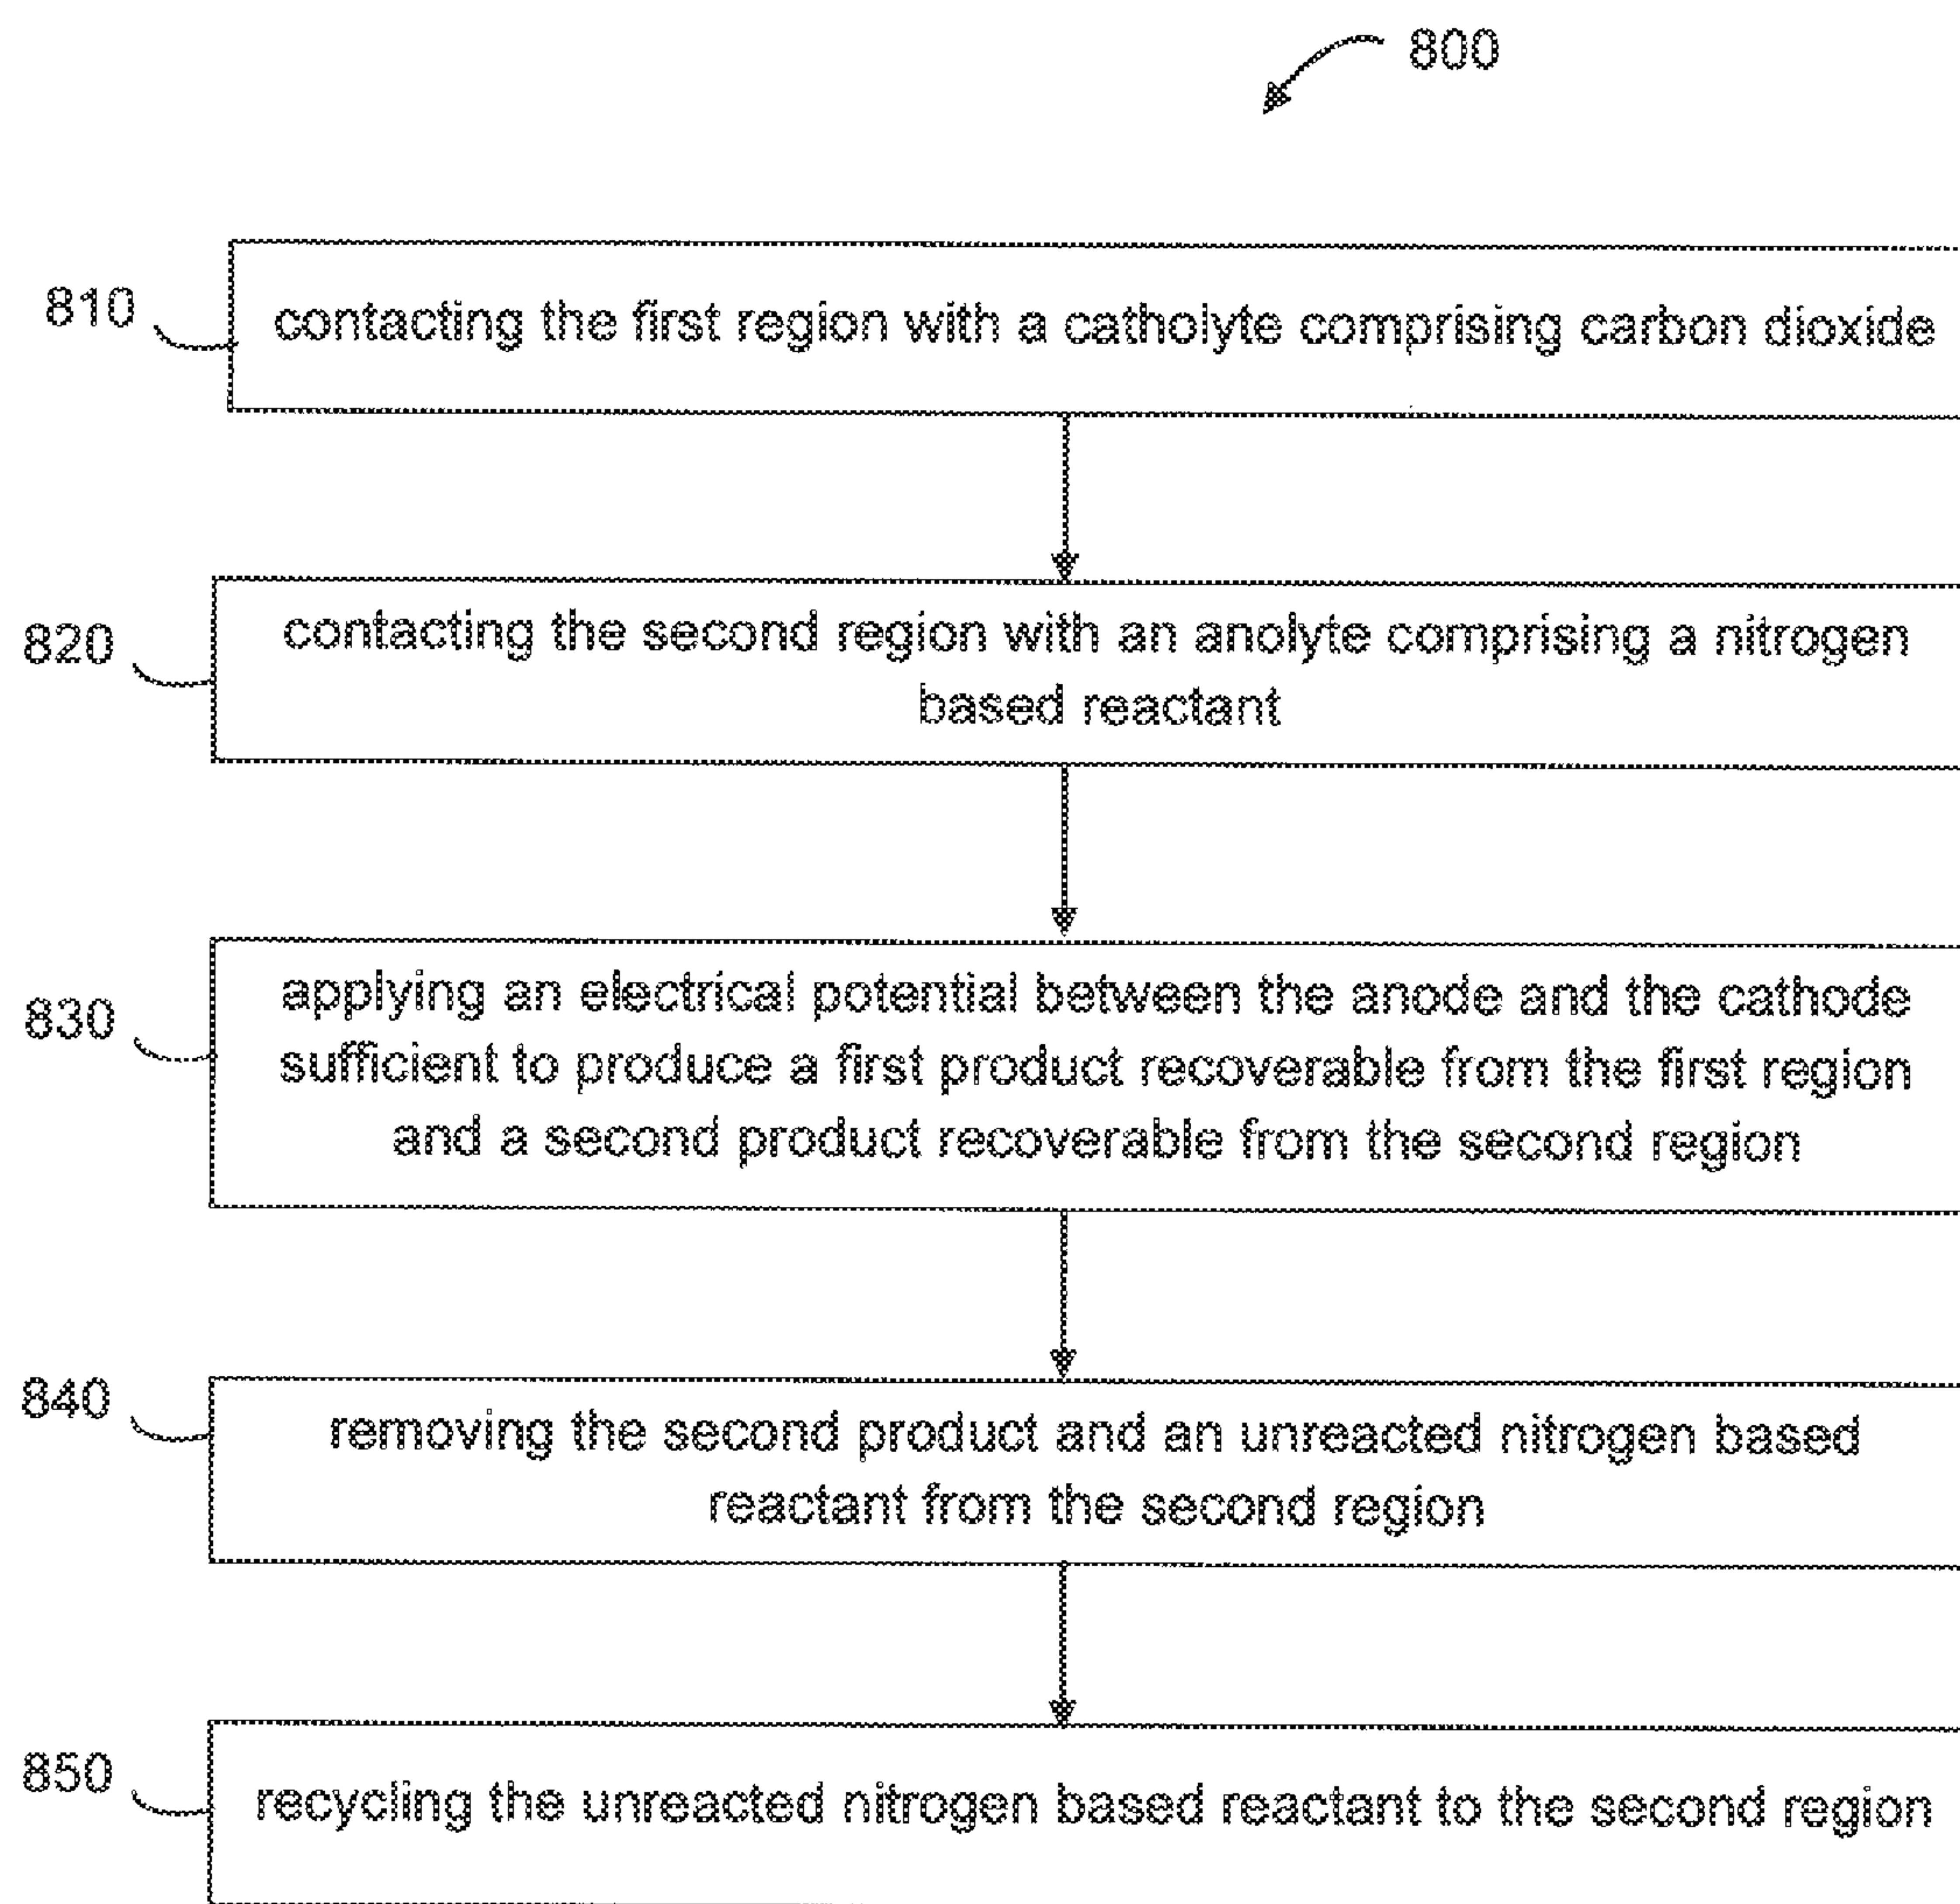 800
810
contacting the first region with a catholyte comprising carbon dioxide
820
contacting the second region with an anolyte comprising a nitrogen
based reactant
830
applying an electrical potential between the anode and the cathode
sufficient to produce a first product recoverable from the first region
and a second product recoverable from the second region
840
removing the second product and an unreacted nitrogen based
reactant from the second region
850
recycling the unreacted nitrogen based reactant to the second region